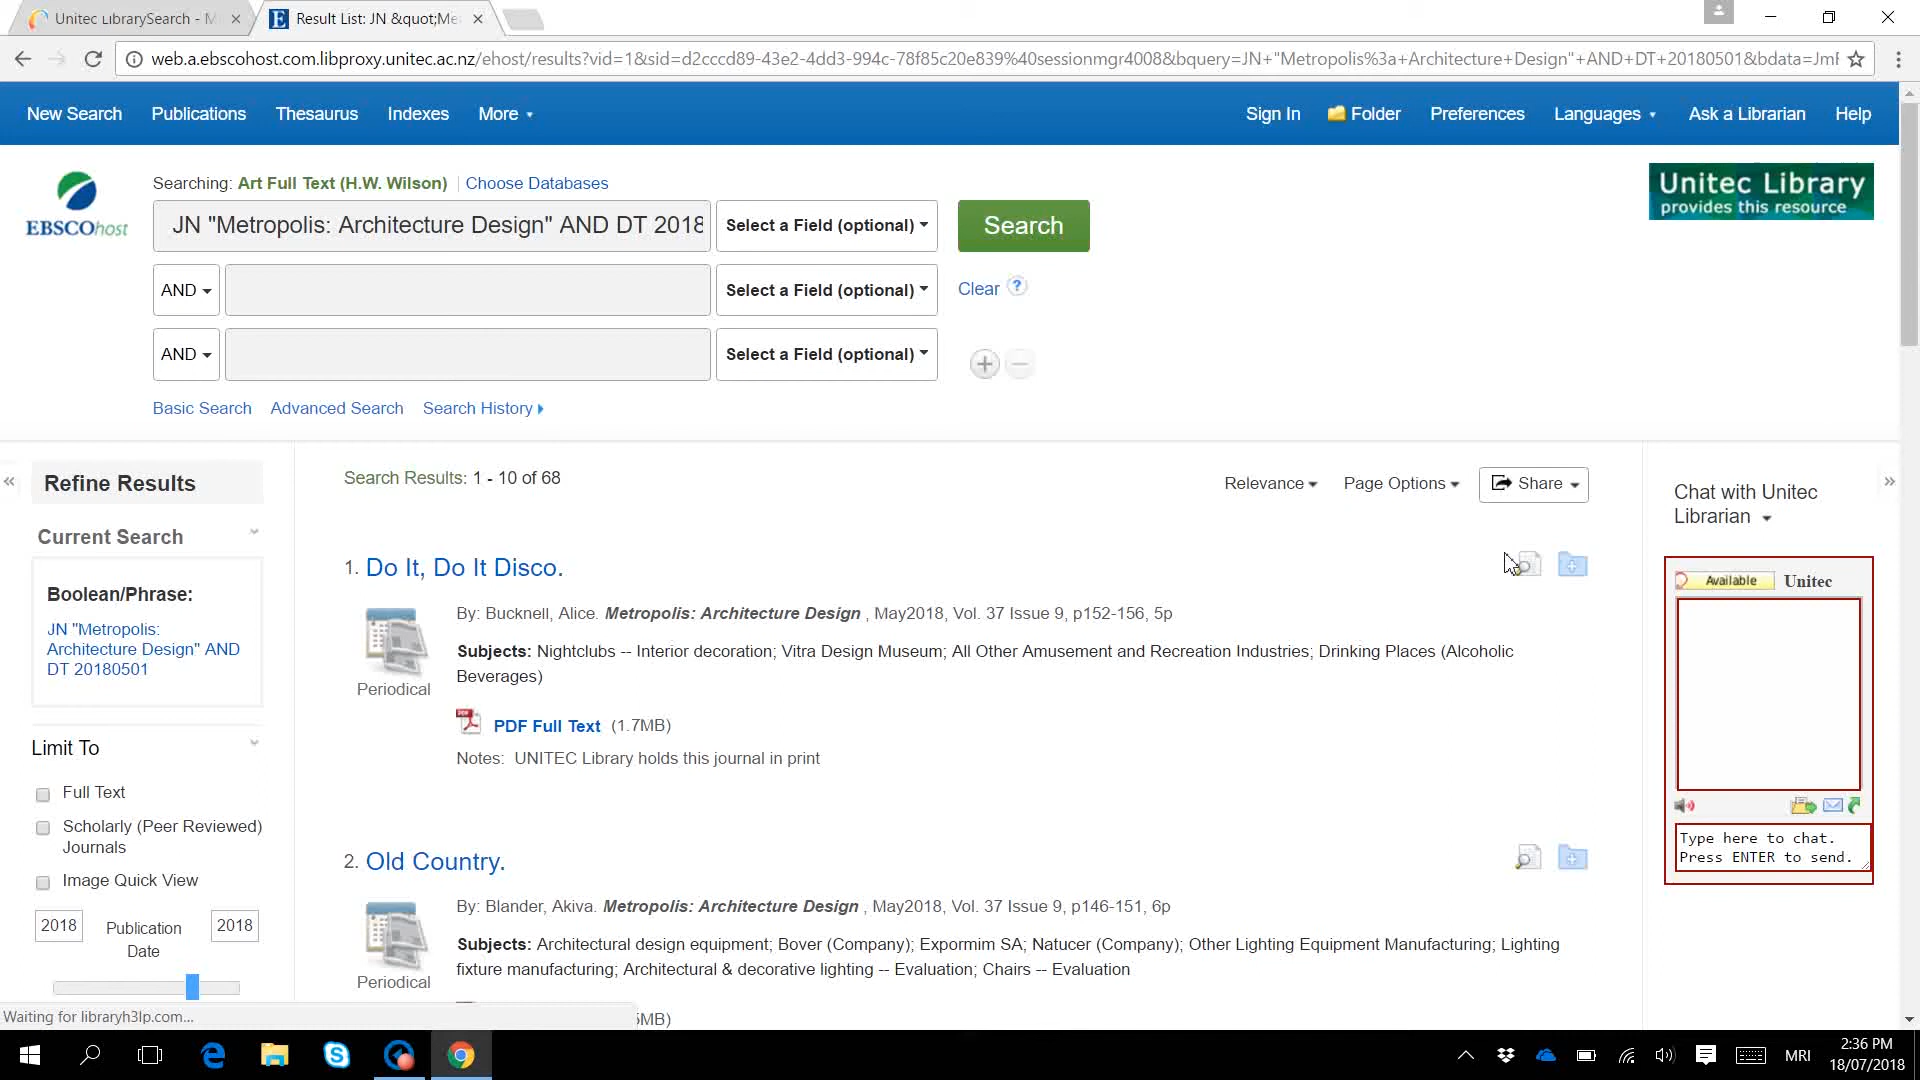 Unitec LibrarySearch - M
Result List: JN &quot;Me
web.a.ebscohost.com.libproxy.unitec.ac.nz/ehost/results?vid=1&sid=d2cccd89-43e2-4dd3-994c-78f85c20e839%40sessionmgr4008&bquery=JN+"Metropolis%3a+Architecture+Design"+AND+DT+20180501&bdata=JmI
New Search Publications Thesaurus Indexes More
Sign In Folder Preferences Languages Ask a Librarian Help
EBSCOhost
Searching: Art Full Text (H.W. Wilson) Choose Databases
Unitec Library
provides this resource
JN "Metropolis: Architecture Design" AND DT 2018 Select a Field (optional) Search
AND Select a Field (optional) Clear ?
AND Select a Field (optional)
Basic Search Advanced Search Search History
Refine Results
Current Search
Boolean/Phrase:
JN "Metropolis:
Architecture Design" AND
DT 20180501
Limit To
Full Text
Scholarly (Peer Reviewed)
Journals
Image Quick View
2018 Publication 2018
Date
Search Results: 1 - 10 of 68
Relevance Page Options Share
1. Do It, Do It Disco.
Periodical
By: Bucknell, Alice. Metropolis: Architecture Design , May2018, Vol. 37 Issue 9, p152-156, 5p
Subjects: Nightclubs -- Interior decoration; Vitra Design Museum; All Other Amusement and Recreation Industries; Drinking Places (Alcoholic
Beverages)
PDF Full Text (1.7MB)
Notes: UNITEC Library holds this journal in print
2. Old Country.
Periodical
By: Blander, Akiva. Metropolis: Architecture Design , May2018, Vol. 37 Issue 9, p146-151, 6p
Subjects: Architectural design equipment; Bover (Company); Expormim SA; Natucer (Company); Other Lighting Equipment Manufacturing; Lighting
fixture manufacturing; Architectural & decorative lighting -- Evaluation; Chairs -- Evaluation
Chat with Unitec
Librarian
Available Unitec
Type here to chat.
Press ENTER to send.
Waiting for libraryh3lp.com...
MRI
2:36 PM
18/07/2018